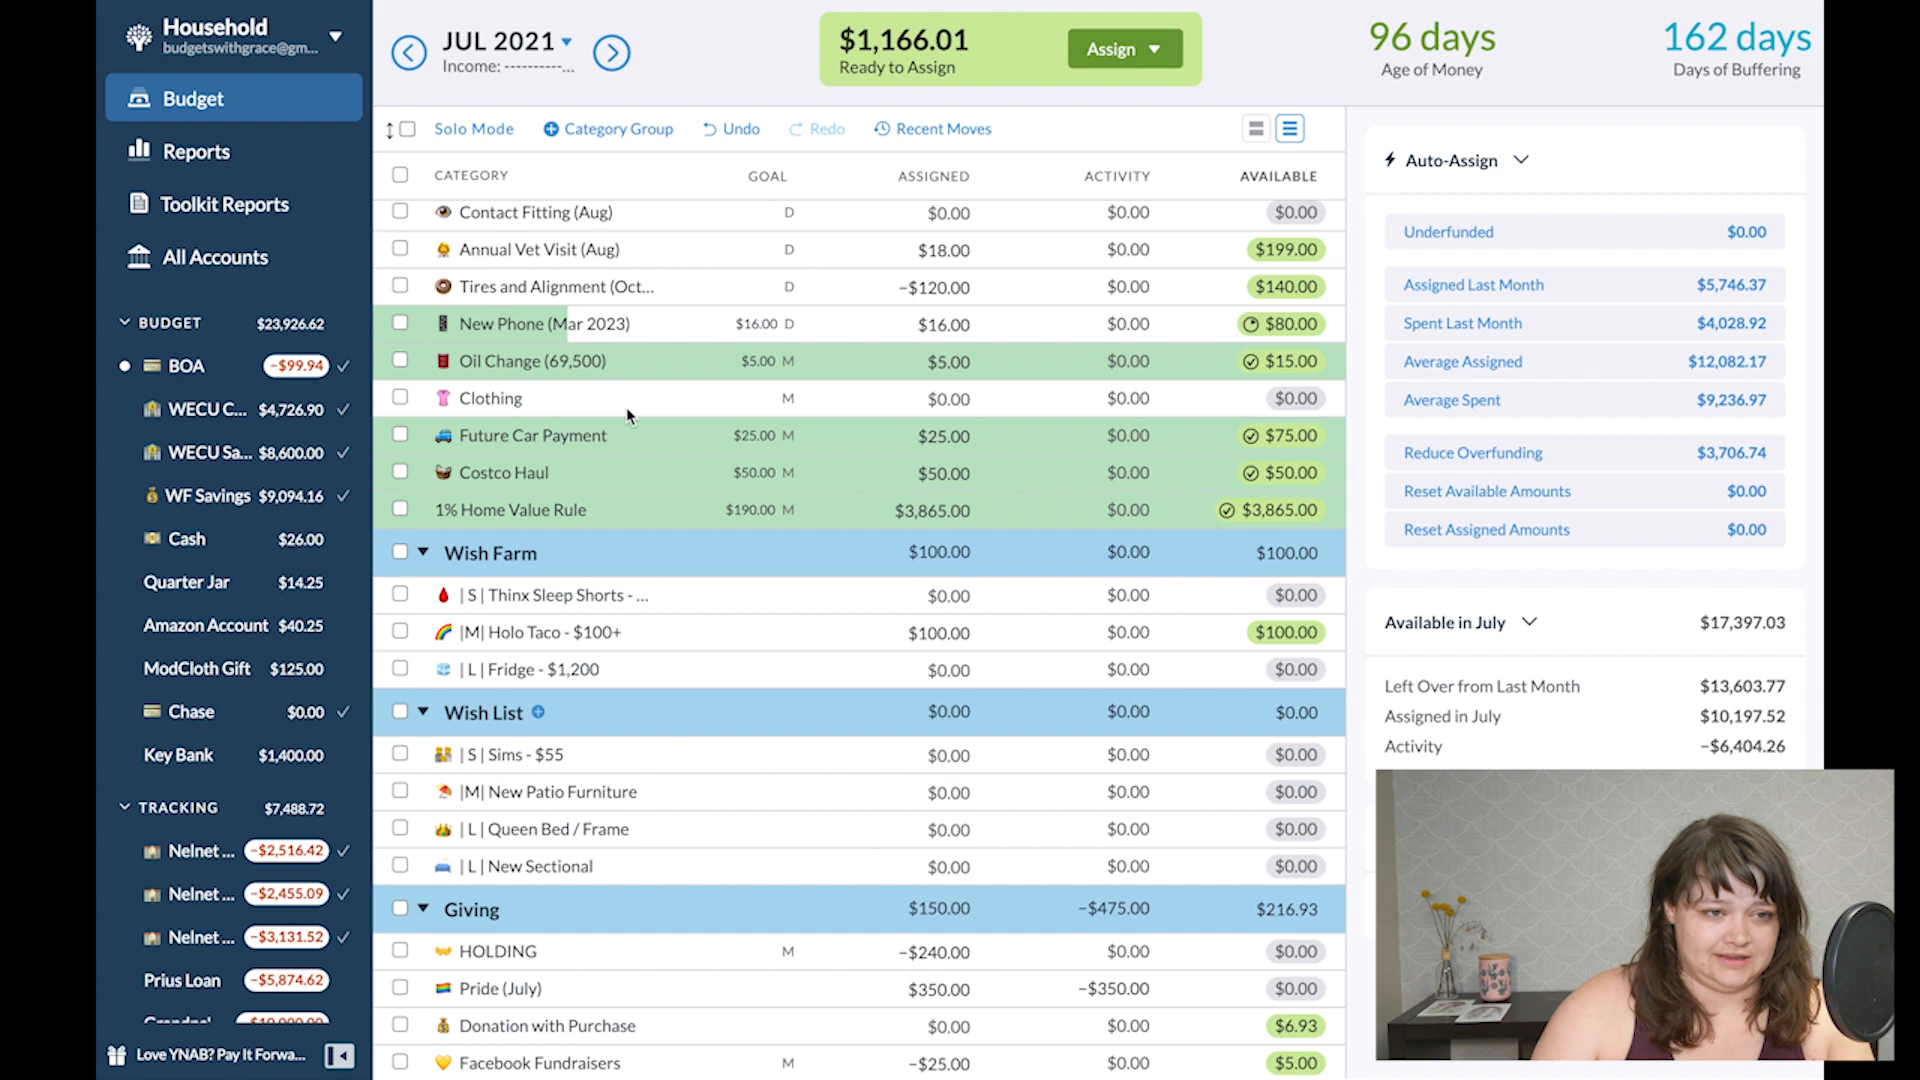 Household
budgetswithgrace@gm...
Budget
Reports
Toolkit Reports
All Accounts
BUDGET $23,926.62
BOA -$99.94
WECU C... $4,726.90
WECU Sa... $8,600.00
WF Savings $9,094.16
Cash $26.00
Quarter Jar $14.25
Amazon Account $40.25
ModCloth Gift $125.00
Chase $0.00
Key Bank $1,400.00
TRACKING $7,488.72
Nelnet ... -$2,516.42
Nelnet ... -$2,455.09
Nelnet ... -$3,131.52
Prius Loan -$5,874.62
Love YNAB? Pay It Forwa...
JUL 2021
Income: ----------...
$1,166.01
Ready to Assign
Assign
96 days
Age of Money
162 days
Days of Buffering
Solo Mode Category Group Undo Redo Recent Moves
CATEGORY GOAL ASSIGNED ACTIVITY AVAILABLE
Contact Fitting (Aug) D $0.00 $0.00 $0.00
Annual Vet Visit (Aug) D $18.00 $0.00 $199.00
Tires and Alignment (Oct... D -$120.00 $0.00 $140.00
New Phone (Mar 2023) $16.00 D $16.00 $0.00 $80.00
Oil Change (69,500) $5.00 M $5.00 $0.00 $15.00
Clothing M $0.00 $0.00 $0.00
Future Car Payment $25.00 M $25.00 $0.00 $75.00
Costco Haul $50.00 M $50.00 $0.00 $50.00
1% Home Value Rule $190.00 M $3,865.00 $0.00 $3,865.00
Wish Farm $100.00 $0.00 $100.00
| S | Thinx Sleep Shorts - ... $0.00 $0.00 $0.00
|M| Holo Taco - $100+ $100.00 $0.00 $100.00
| L | Fridge - $1,200 $0.00 $0.00 $0.00
Wish List $0.00 $0.00 $0.00
| S | Sims - $55 $0.00 $0.00 $0.00
|M| New Patio Furniture $0.00 $0.00 $0.00
| L | Queen Bed / Frame $0.00 $0.00 $0.00
| L | New Sectional $0.00 $0.00 $0.00
Giving $150.00 -$475.00 $216.93
HOLDING M -$240.00 $0.00 $0.00
Pride (July) $350.00 -$350.00 $0.00
Donation with Purchase $0.00 $0.00 $6.93
Facebook Fundraisers M -$25.00 $0.00 $5.00
Auto-Assign
Underfunded $0.00
Assigned Last Month $5,746.37
Spent Last Month $4,028.92
Average Assigned $12,082.17
Average Spent $9,236.97
Reduce Overfunding $3,706.74
Reset Available Amounts $0.00
Reset Assigned Amounts $0.00
Available in July $17,397.03
Left Over from Last Month $13,603.77
Assigned in July $10,197.52
Activity -$6,404.26